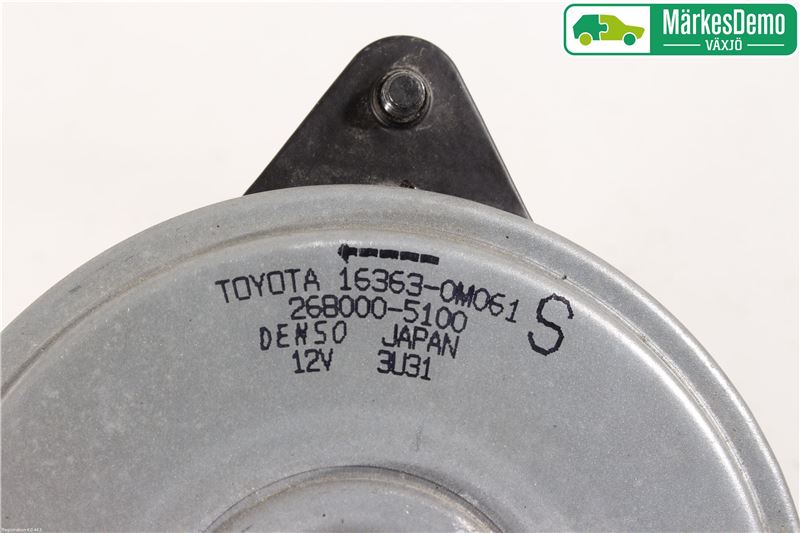 MärkesDemo
VÄXJÖ
TOYOTA 16363-0M061 S
268000-5100
DENSO JAPAN
12V 3U31